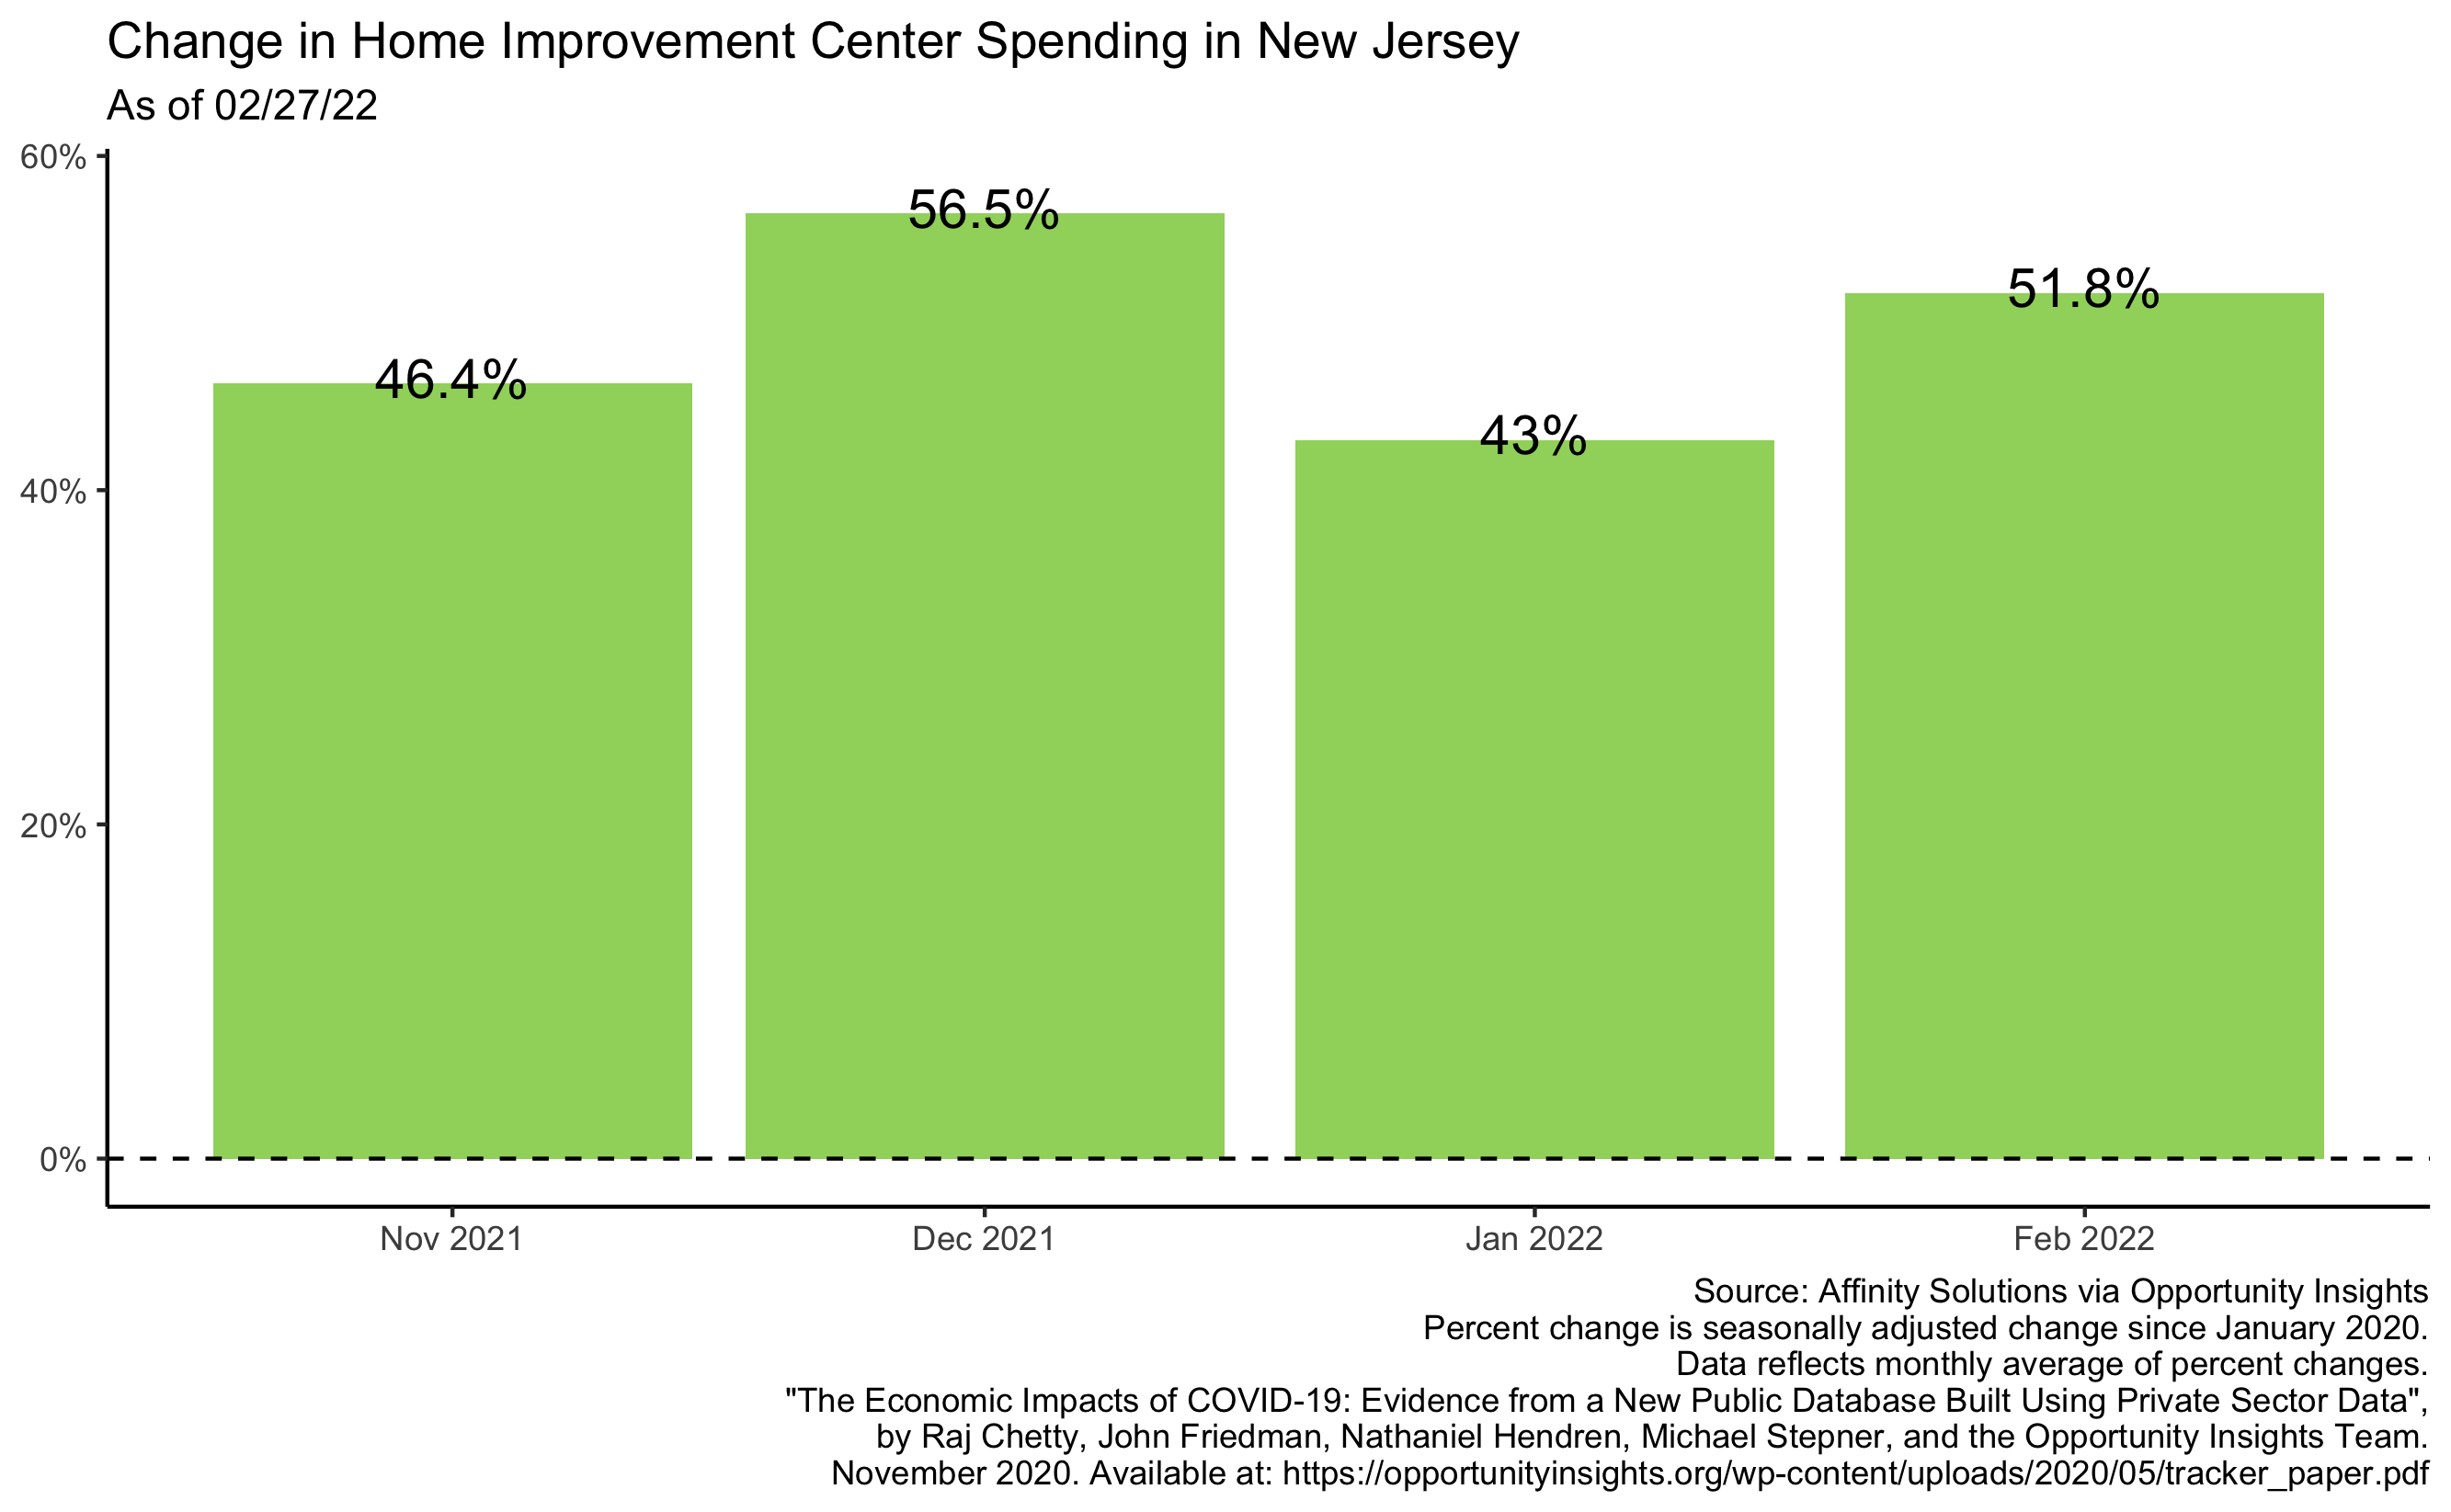 Change in Home Improvement Center Spending in New Jersey
As of 02/27/22
60%
40%
20%
0%
46.4%
56.5%
43%
51.8%
Nov 2021
Dec 2021
Jan 2022
Feb 2022
Source: Affinity Solutions via Opportunity Insights
Percent change is seasonally adjusted change since January 2020.
Data reflects monthly average of percent changes.
"The Economic Impacts of COVID-19: Evidence from a New Public Database Built Using Private Sector Data",
by Raj Chetty, John Friedman, Nathaniel Hendren, Michael Stepner, and the Opportunity Insights Team.
November 2020. Available at: https://opportunityinsights.org/wp-content/uploads/2020/05/tracker_paper.pdf